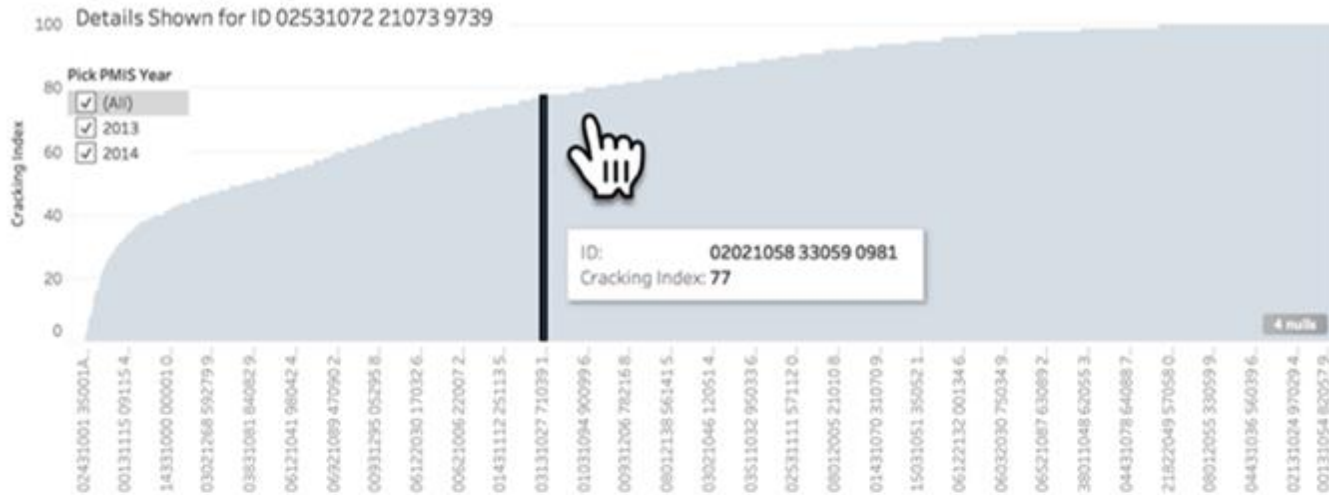 Details Shown for ID 02531072 21073 9739
100
Pick PMIS Year
80
(All)
2013
2014
60
40
20
0
Cracking Index
ID: 02021058 33059 0981
Cracking Index: 77
4 nulls
02431001 35001A..
00131115 09115 4..
14331000 00001 0..
03021268 59279 9..
03831081 84082 9..
06121041 98042 4..
06921089 47090 2..
00931295 05295 8..
06122030 17032 6..
00621006 22007 2..
01431112 25113 5..
03131027 71039 1..
01031094 90099 6..
00931206 78216 8..
08012138 56141 5..
03021046 12051 4..
03511032 95033 6..
02531111 57112 0..
08012005 21010 8..
01431070 31070 9..
15031051 35052 1..
06122132 00134 6..
06032030 75034 9..
06521087 63089 2..
38011048 62055 3..
04431078 64088 7..
21822049 57058 0..
08012055 33059 9..
04431036 56039 6..
02131024 97029 4..
00131054 82057 9..